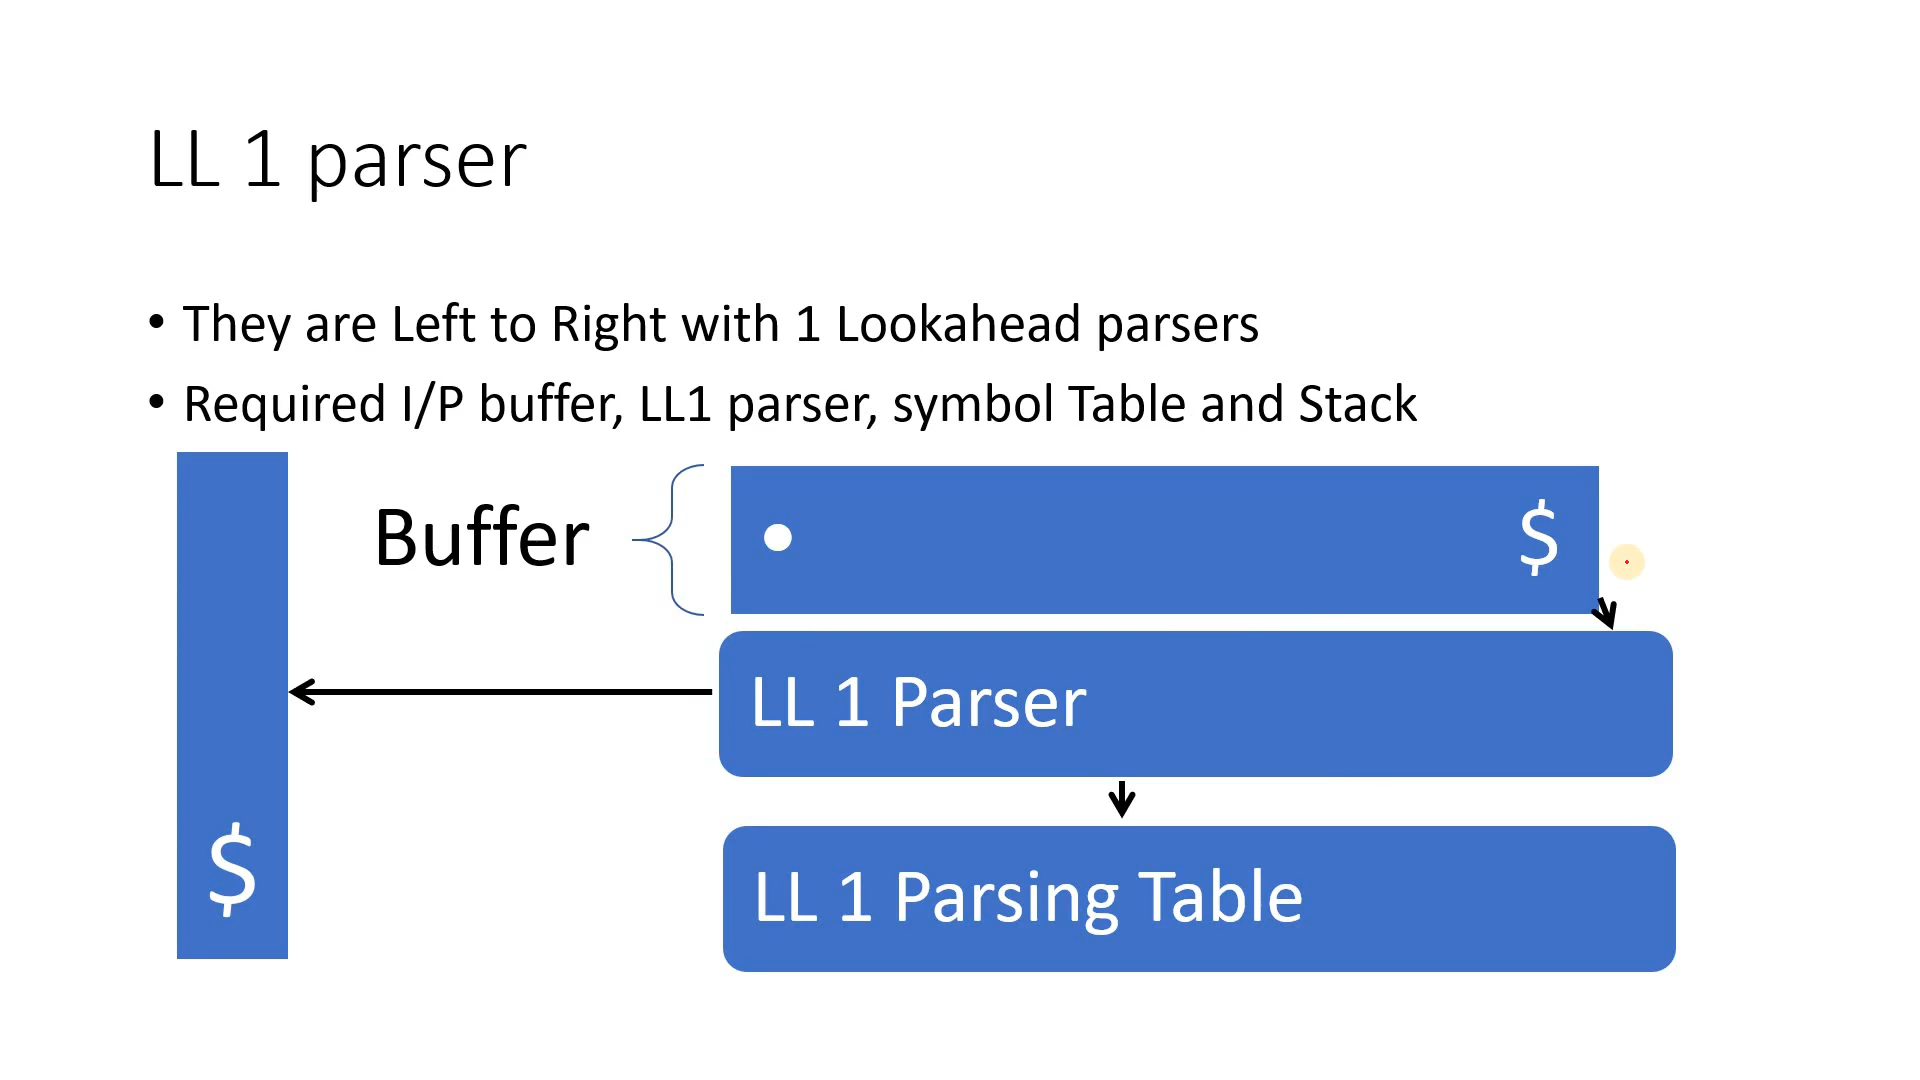 LL 1 parser
• They are Left to Right with 1 Lookahead parsers
• Required I/P buffer, LL1 parser, symbol Table and Stack
Buffer
• $
LL 1 Parser
$
LL 1 Parsing Table